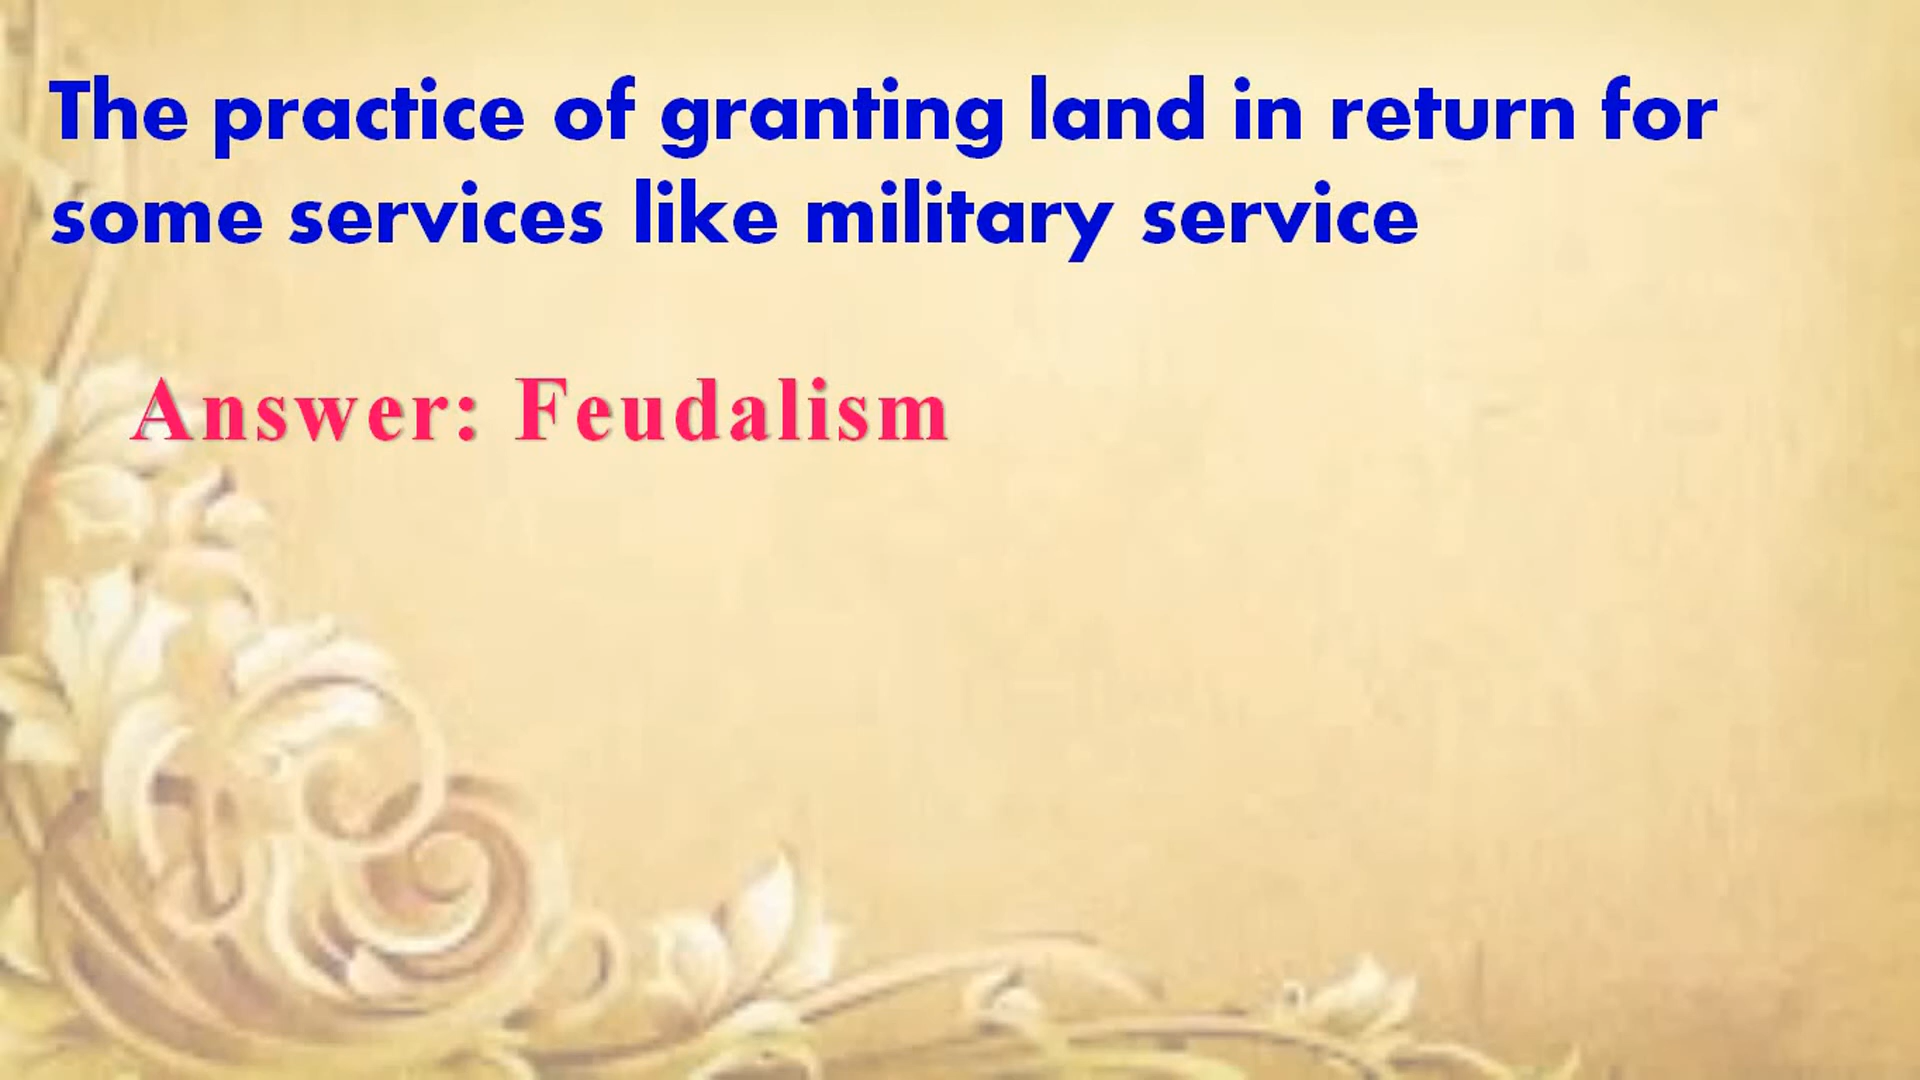 The practice of granting land in return for
some services like military service
Answer: Feudalism